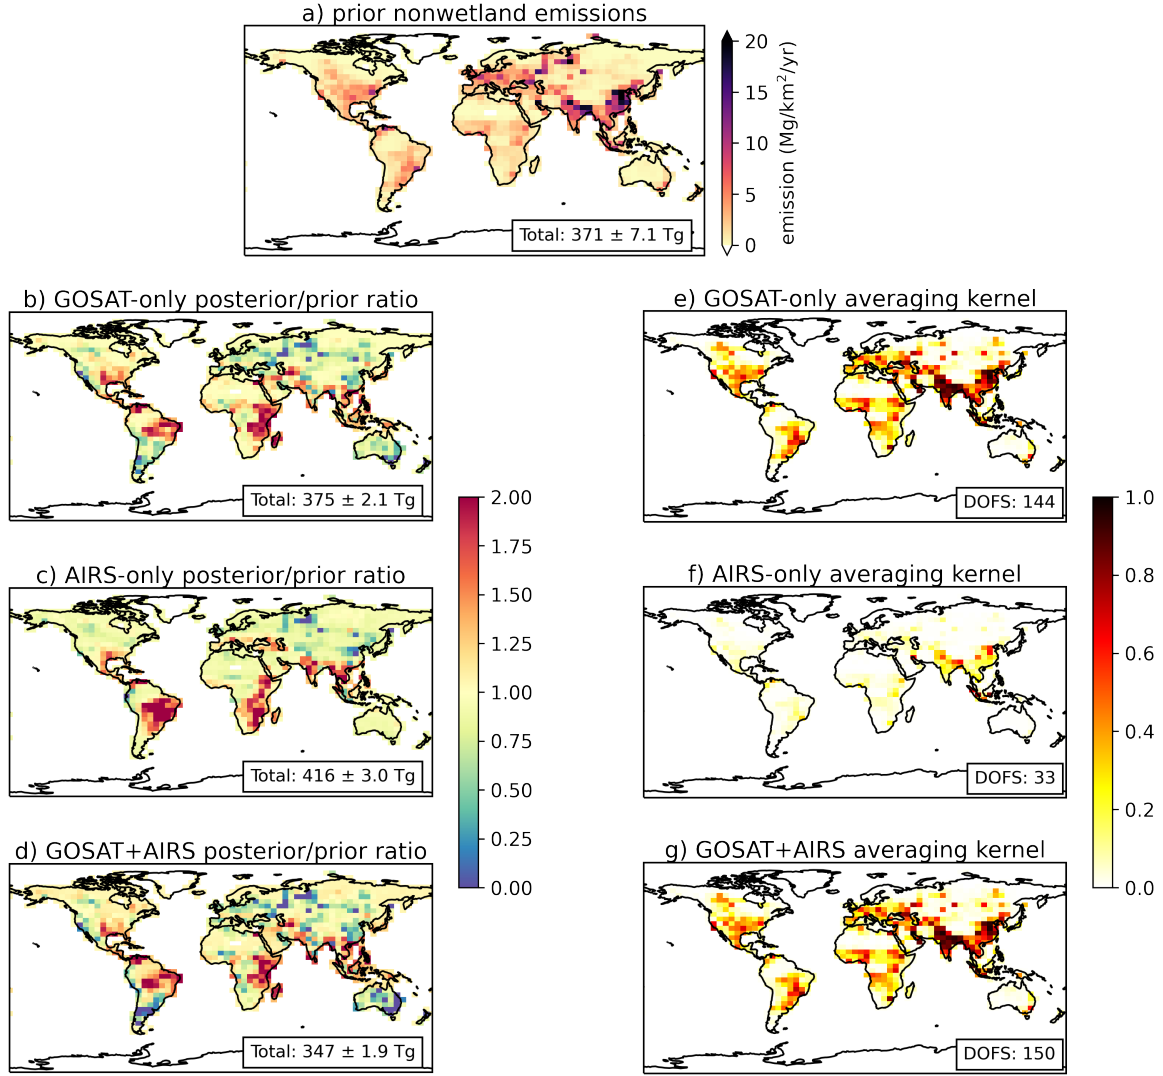 a) prior nonwetland emissions
20
15
10
5
0
emission (Mg/km²/yr)
Total: 371 ± 7.1 Tg
b) GOSAT-only posterior/prior ratio
Total: 375 ± 2.1 Tg
e) GOSAT-only averaging kernel
DOFS: 144
c) AIRS-only posterior/prior ratio
Total: 416 ± 3.0 Tg
2.00
1.75
1.50
1.25
1.00
0.75
0.50
0.25
0.00
f) AIRS-only averaging kernel
DOFS: 33
1.0
0.8
0.6
0.4
0.2
0.0
d) GOSAT+AIRS posterior/prior ratio
Total: 347 ± 1.9 Tg
g) GOSAT+AIRS averaging kernel
DOFS: 150